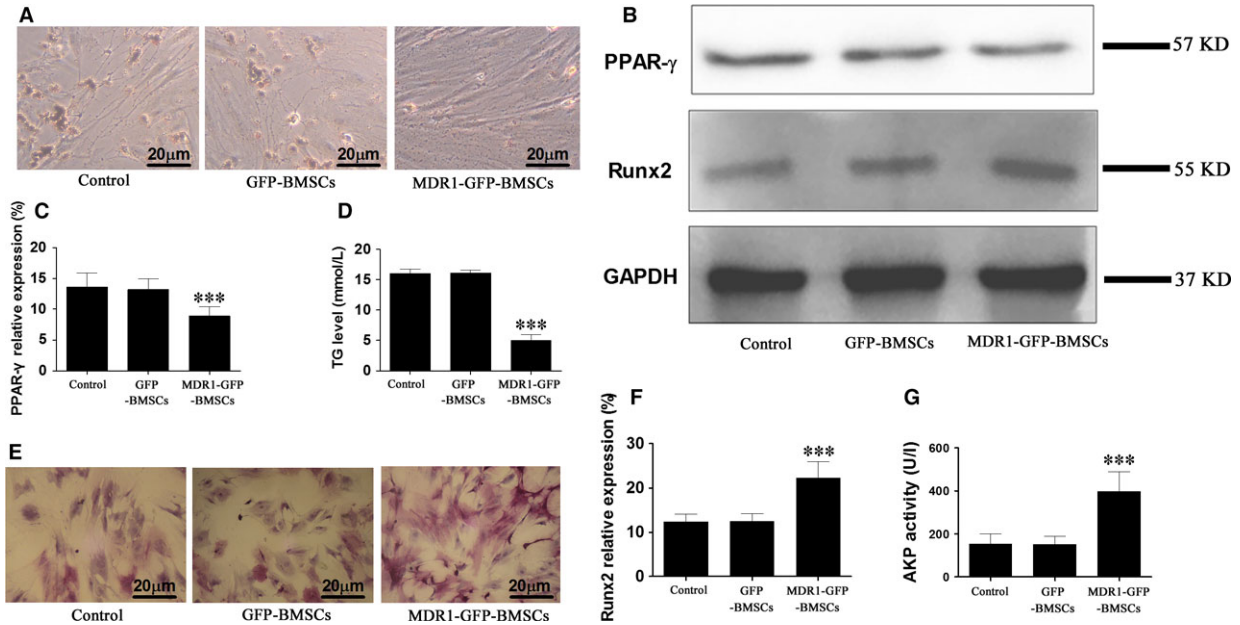 A
20μm
20μm
20μm
Control
GFP-BMSCs
MDR1-GFP-BMSCs
B
PPAR-γ
57 KD
Runx2
55 KD
GAPDH
37 KD
Control
GFP-BMSCs
MDR1-GFP-BMSCs
C
PPAR-γ relative expression (%)
20
15
10
5
0
***
Control
GFP
-BMSCs
MDR1-GFP
-BMSCs
D
TG level (mmol/L)
20
15
10
5
0
***
Control
GFP
-BMSCs
MDR1-GFP
-BMSCs
E
20μm
20μm
20μm
Control
GFP-BMSCs
MDR1-GFP-BMSCs
F
Runx2 relative expression (%)
30
20
10
0
***
Control
GFP
-BMSCs
MDR1-GFP
-BMSCs
G
AKP activity (U/l)
600
400
200
0
***
Control
GFP
-BMSCs
MDR1-GFP
-BMSCs